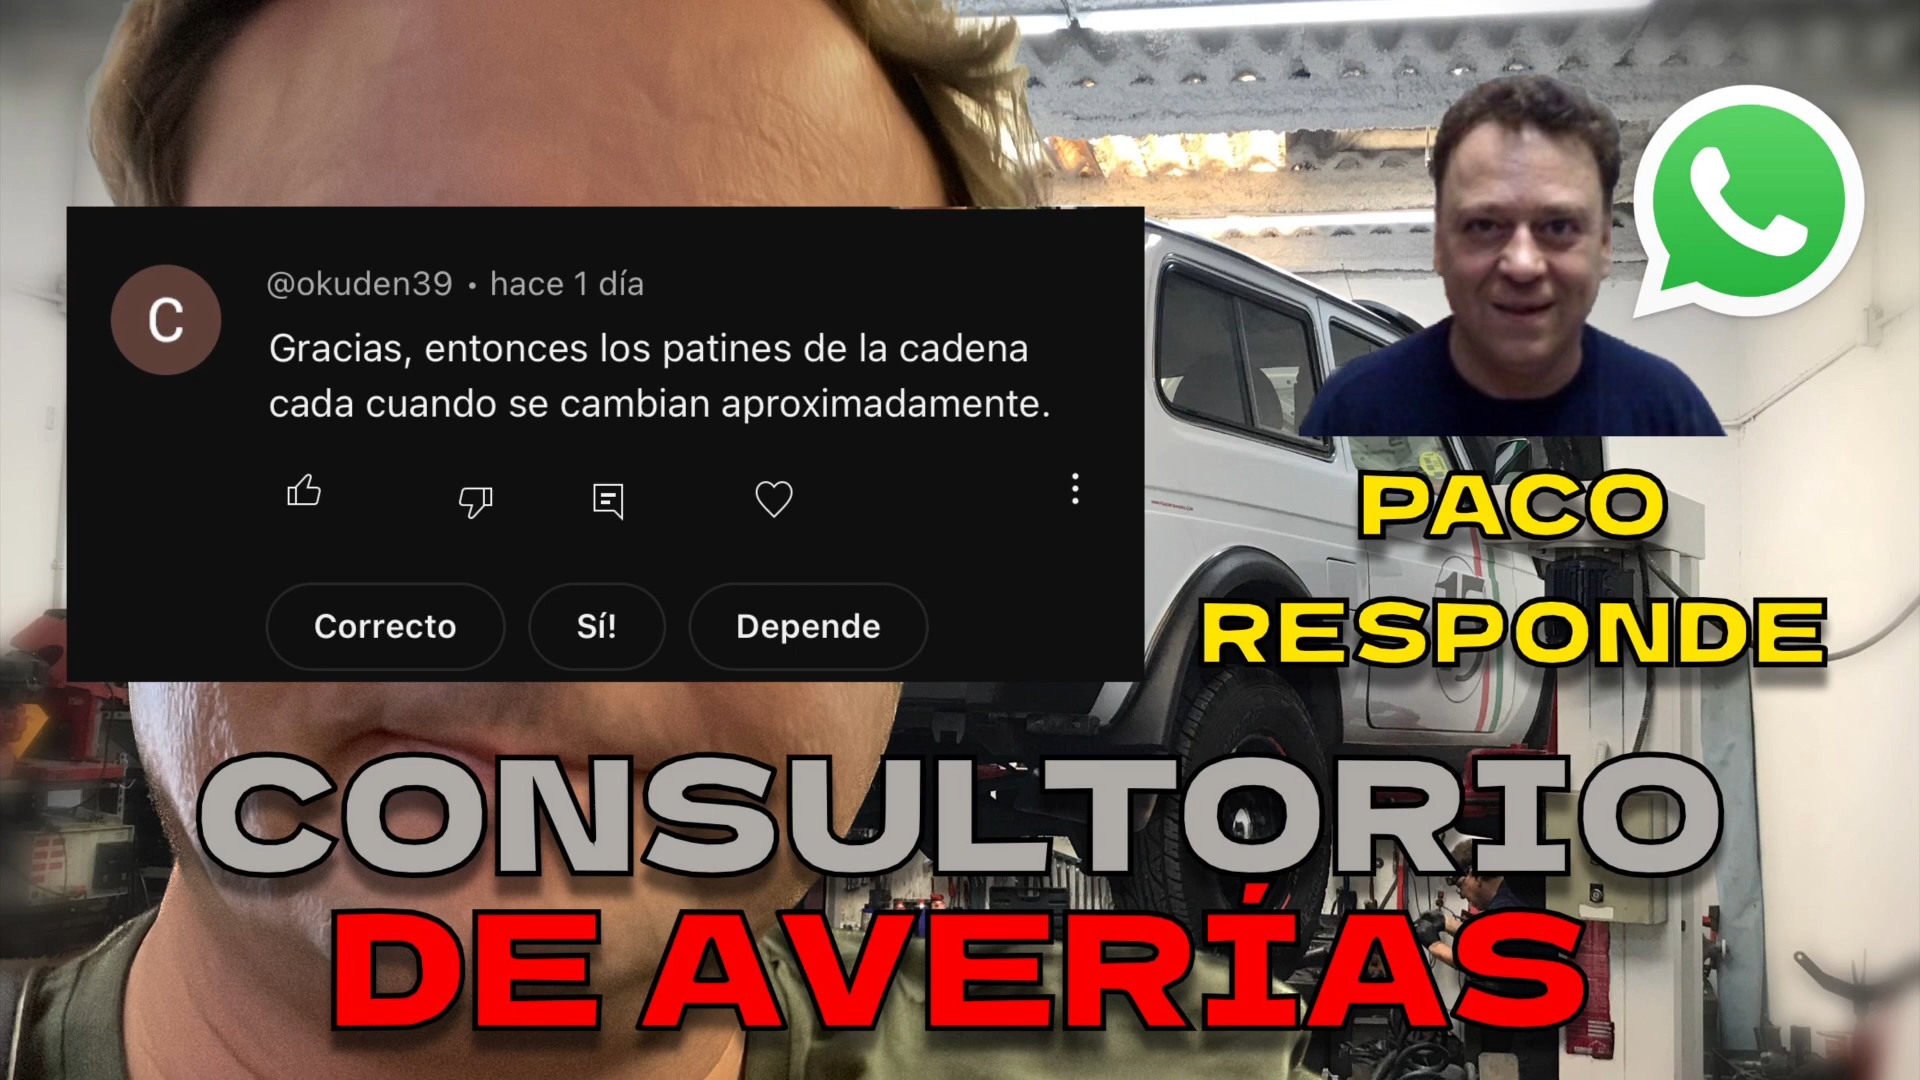 C
@okuden39 • hace 1 día
Gracias, entonces los patines de la cadena
cada cuando se cambian aproximadamente.
Correcto
Sí!
Depende
PACO
RESPONDE
15
CONSULTORIO
DE AVERÍAS